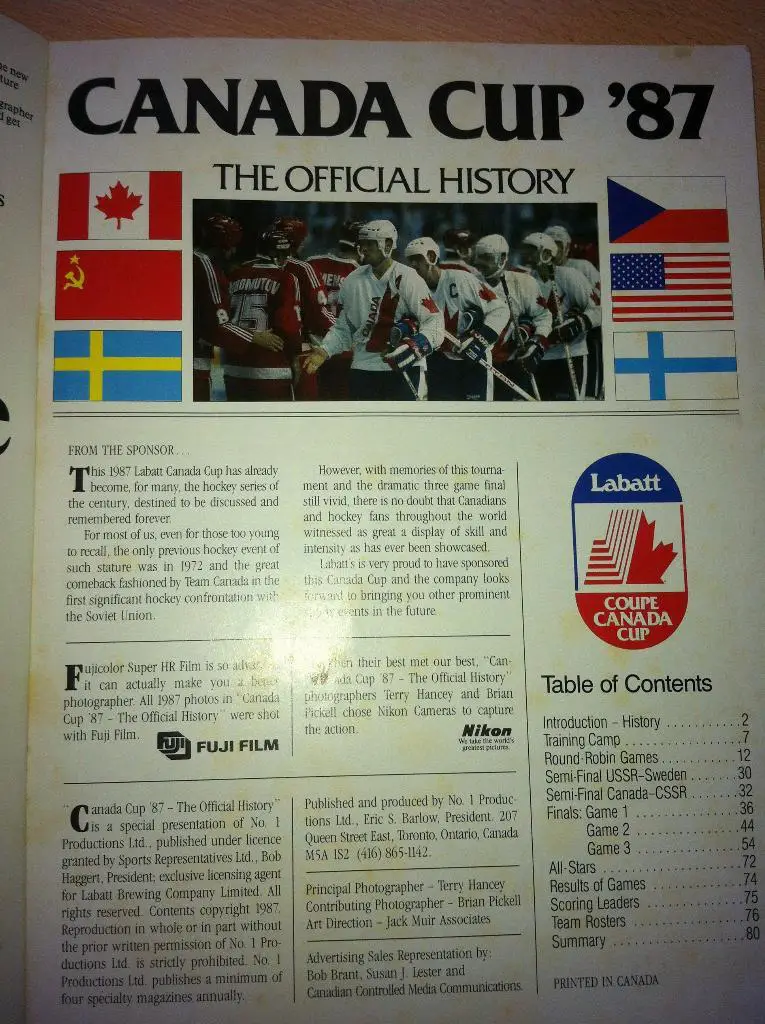 e new
ture
grapher
d get
s
e
CANADA CUP '87
THE OFFICIAL HISTORY
25
CANADA
C
FROM THE SPONSOR . . .
This 1987 Labatt Canada Cup has already
become, for many, the hockey series of
the century, destined to be discussed and
remembered forever.
For most of us, even for those too young
to recall, the only previous hockey event of
such stature was in 1972 and the great
comeback fashioned by Team Canada in the
first significant hockey confrontation with
the Soviet Union.
However, with memories of this tourna-
ment and the dramatic three game final
still vivid, there is no doubt that Canadians
and hockey fans throughout the world
witnessed as great a display of skill and
intensity as has ever been showcased.
Labatt's is very proud to have sponsored
this Canada Cup and the company looks
forward to bringing you other prominent
events in the future.
Labatt
COUPE
CANADA
CUP
Fujicolor Super HR Film is so
it can actually make you a better
photographer. All 1987 photos in "Canada
Cup '87 – The Official History" were shot
with Fuji Film.
FUJI
FUJI FILM
When their best met our best, "Can-
ada Cup '87 – The Official History"
photographers Terry Hancey and Brian
Pickell chose Nikon Cameras to capture
the action.
Nikon
We take the world's
greatest pictures.
"Canada Cup '87 – The Official History"
is a special presentation of No. 1
Productions Ltd., published under licence
granted by Sports Representatives Ltd., Bob
Haggert, President; exclusive licensing agent
for Labatt Brewing Company Limited. All
rights reserved. Contents copyright 1987.
Reproduction in whole or in part without
the prior written permission of No. 1 Pro-
ductions Ltd. is strictly prohibited. No. 1
Productions Ltd. publishes a minimum of
four specialty magazines annually.
Published and produced by No. 1 Produc-
tions Ltd., Eric S. Barlow, President. 207
Queen Street East, Toronto, Ontario, Canada
M5A 1S2 (416) 865-1142.
Principal Photographer – Terry Hancey
Contributing Photographer – Brian Pickell
Art Direction – Jack Muir Associates
Advertising Sales Representation by:
Bob Brant, Susan J. Lester and
Canadian Controlled Media Communications.
Table of Contents
Introduction – History . . . . . . . . . . . 2
Training Camp . . . . . . . . . . . . . . . . 7
Round-Robin Games . . . . . . . . . . . 12
Semi-Final USSR–Sweden . . . . . . . 30
Semi-Final Canada–CSSR . . . . . . . . 32
Finals: Game 1 . . . . . . . . . . . . . . . 36
Game 2 . . . . . . . . . . . . . . . 44
Game 3 . . . . . . . . . . . . . . . 54
All-Stars . . . . . . . . . . . . . . . . . . . . 72
Results of Games . . . . . . . . . . . . . 74
Scoring Leaders . . . . . . . . . . . . . . 75
Team Rosters . . . . . . . . . . . . . . . . 76
Summary . . . . . . . . . . . . . . . . . . . 80
PRINTED IN CANADA